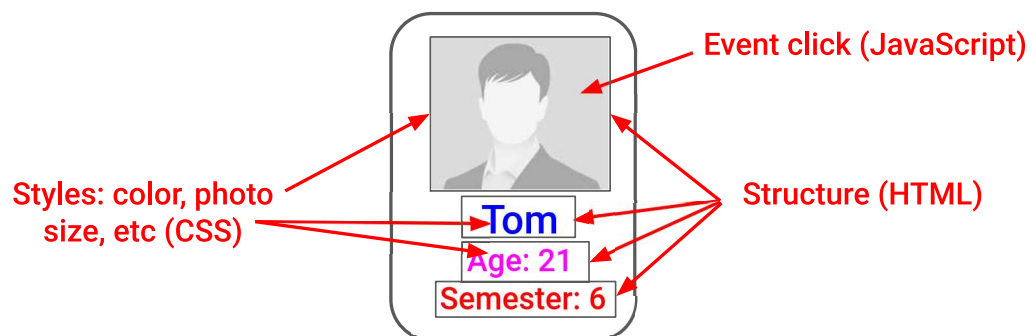 Event click (JavaScript)
Styles: color, photo
size, etc (CSS)
Structure (HTML)
Tom
Age: 21
Semester: 6